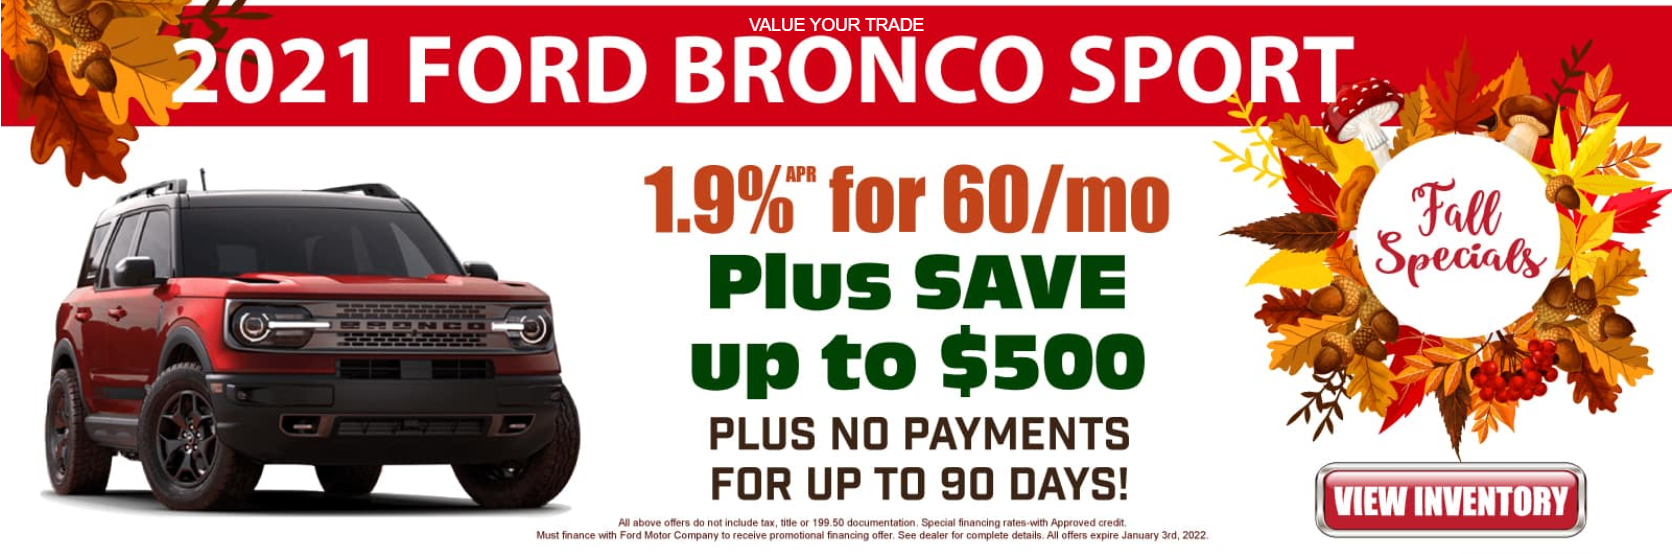 VALUE YOUR TRADE
2021 FORD BRONCO SPORT
1.9% APR for 60/mo
Plus SAVE
up to $500
PLUS NO PAYMENTS
FOR UP TO 90 DAYS!
Fall
Specials
BRONCO
VIEW INVENTORY
All above offers do not include tax, title or 199.50 documentation. Special financing rates-with Approved credit.
Must finance with Ford Motor Company to receive promotional financing offer. See dealer for complete details. All offers expire January 3rd, 2022.